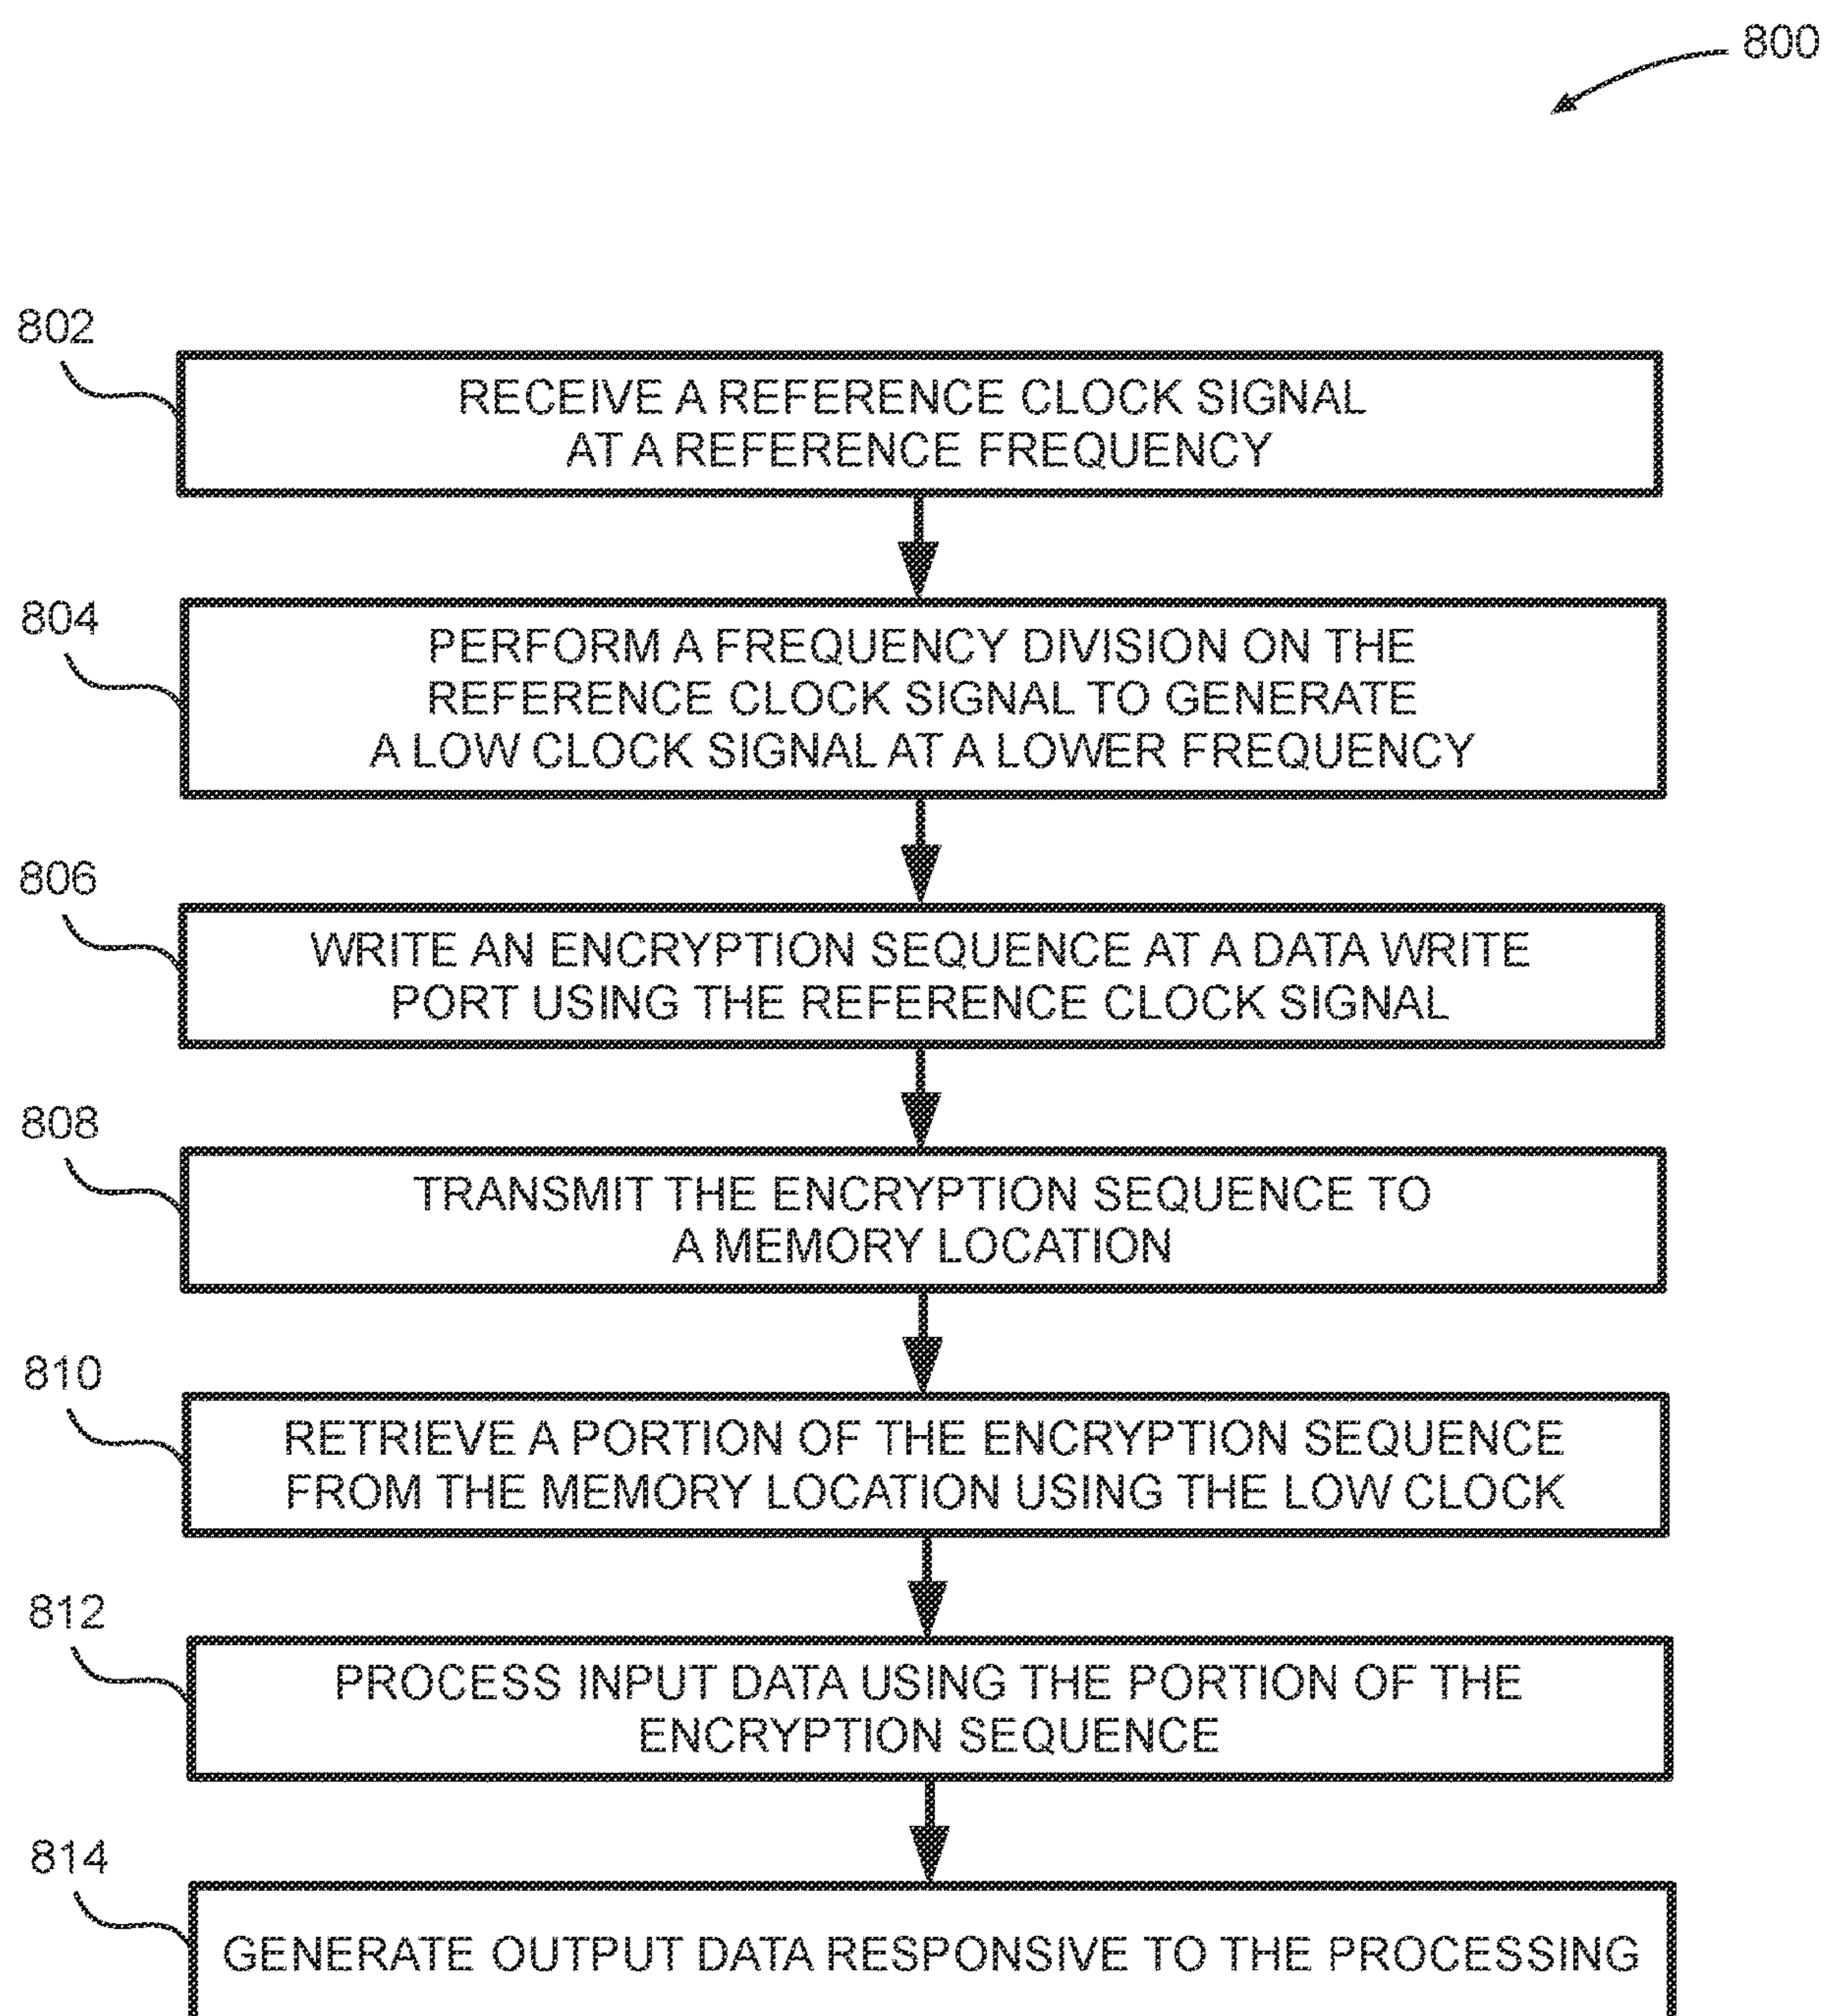 800
802
RECEIVE A REFERENCE CLOCK SIGNAL
AT A REFERENCE FREQUENCY
804
PERFORM A FREQUENCY DIVISION ON THE
REFERENCE CLOCK SIGNAL TO GENERATE
A LOW CLOCK SIGNAL AT A LOWER FREQUENCY
806
WRITE AN ENCRYPTION SEQUENCE AT A DATA WRITE
PORT USING THE REFERENCE CLOCK SIGNAL
808
TRANSMIT THE ENCRYPTION SEQUENCE TO
A MEMORY LOCATION
810
RETRIEVE A PORTION OF THE ENCRYPTION SEQUENCE
FROM THE MEMORY LOCATION USING THE LOW CLOCK
812
PROCESS INPUT DATA USING THE PORTION OF THE
ENCRYPTION SEQUENCE
814
GENERATE OUTPUT DATA RESPONSIVE TO THE PROCESSING